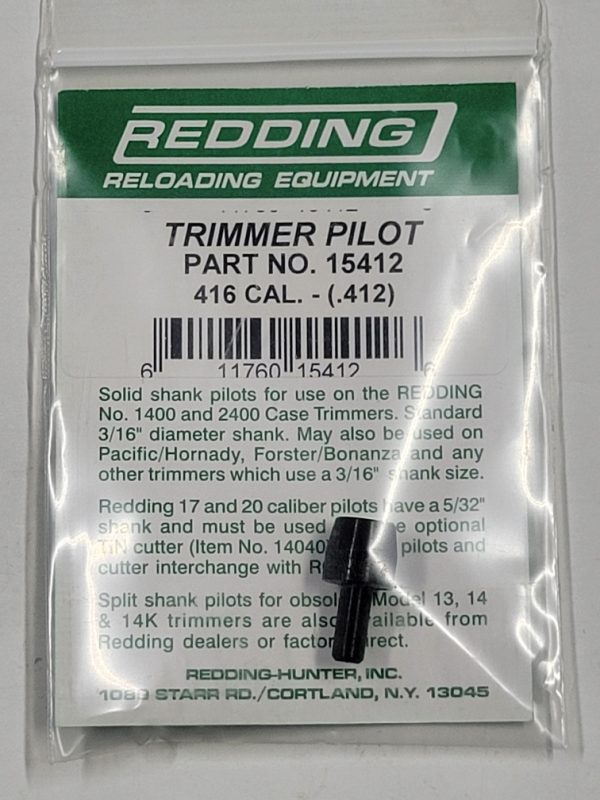 REDDING
RELOADING EQUIPMENT
TRIMMER PILOT
PART NO. 15412
416 CAL. - (.412)
6 11760 15412 6
Solid shank pilots for use on the REDDING
No. 1400 and 2400 Case Trimmers. Standard
3/16" diameter shank. May also be used on
Pacific/Hornady, Forster/Bonanza and any
other trimmers which use a 3/16" shank size.
Redding 17 and 20 caliber pilots have a 5/32"
shank and must be used optional
TiN cutter (Item No. 14040 pilots and
cutter interchange with
Split shank pilots for Model 13, 14
& 14K trimmers are also available from
Redding dealers or factory direct.
REDDING-HUNTER, INC.
1089 STARR RD./CORTLAND, N.Y. 13045